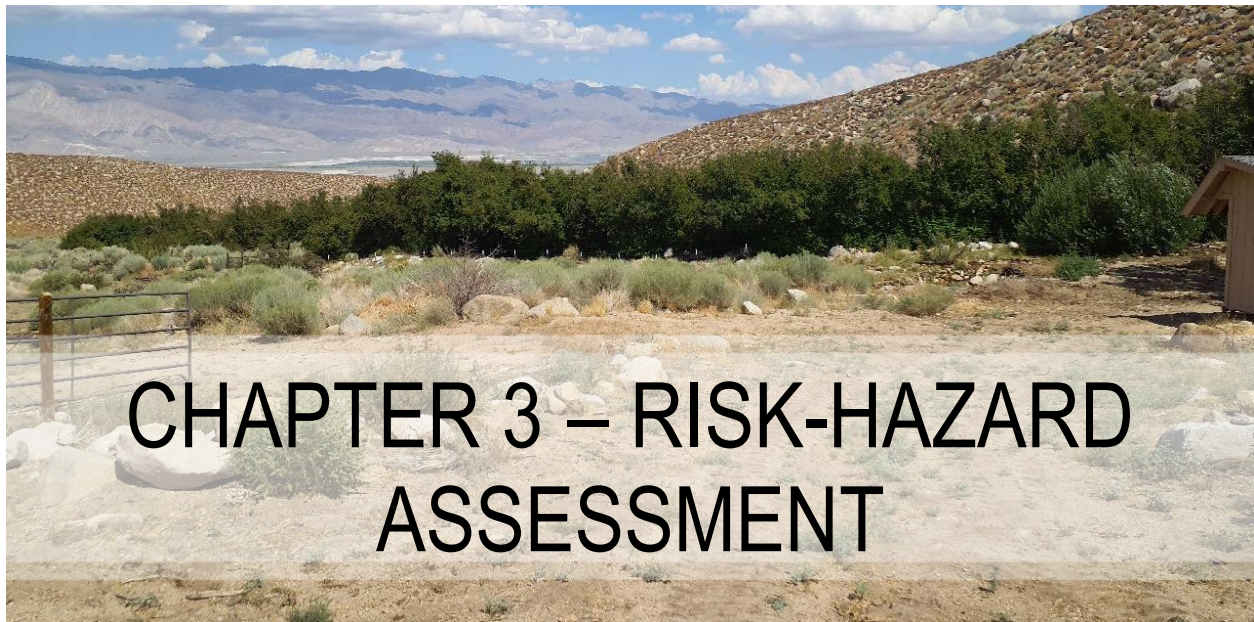 CHAPTER 3 – RISK-HAZARD
ASSESSMENT